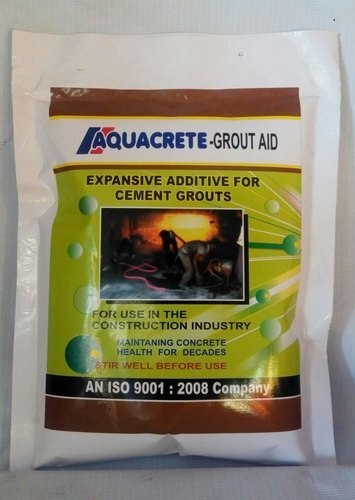 AQUACRETE-GROUT AID
EXPANSIVE ADDITIVE FOR
CEMENT GROUTS
FOR USE IN THE
CONSTRUCTION INDUSTRY
MAINTANING CONCRETE
HEALTH FOR DECADES
STIR WELL BEFORE USE
AN ISO 9001 : 2008 Company